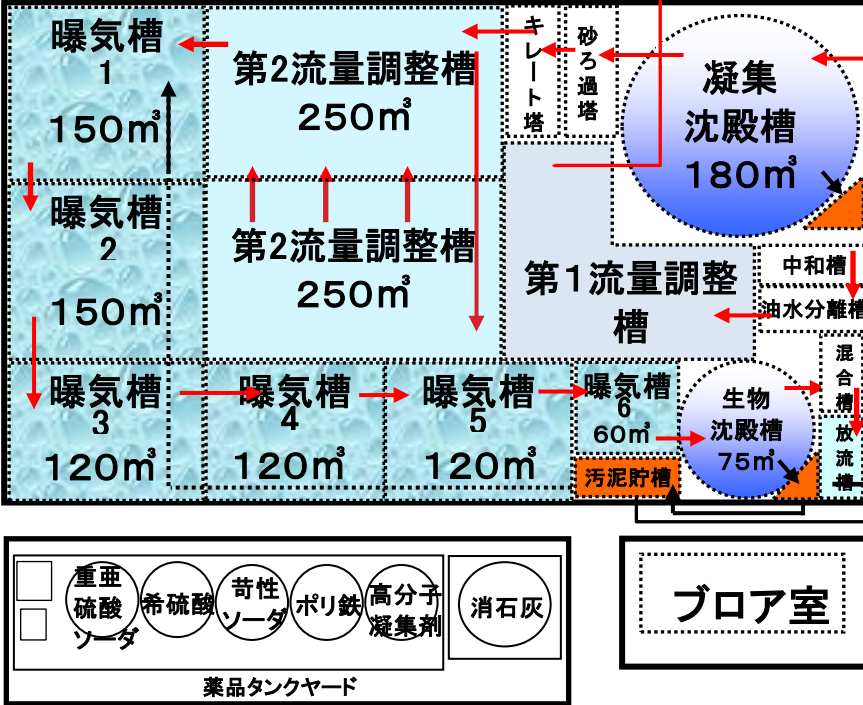 曝気槽
1
150㎥
第2流量調整槽
250㎥
キレート塔
砂ろ過塔
凝集
沈殿槽
180㎥
曝気槽
2
150㎥
第2流量調整槽
250㎥
第1流量調整
槽
中和槽
油水分離槽
混合槽
曝気槽
3
120㎥
曝気槽
4
120㎥
曝気槽
5
120㎥
曝気槽
6
60㎥
汚泥貯槽
生物
沈殿槽
75㎥
放流槽
重亜
硫酸
ソーダ
希硫酸
苛性
ソーダ
ポリ鉄
高分子
凝集剤
消石灰
薬品タンクヤード
ブロア室